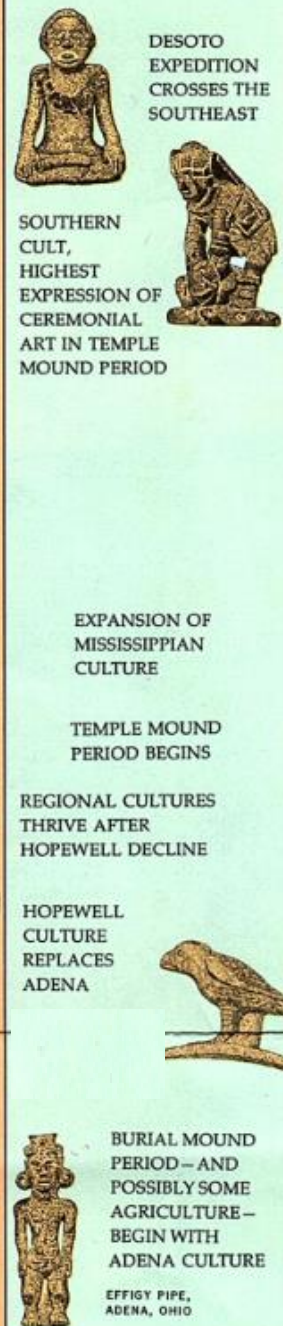 DESOTO
EXPEDITION
CROSSES THE
SOUTHEAST
SOUTHERN
CULT,
HIGHEST
EXPRESSION OF
CEREMONIAL
ART IN TEMPLE
MOUND PERIOD
EXPANSION OF
MISSISSIPPIAN
CULTURE
TEMPLE MOUND
PERIOD BEGINS
REGIONAL CULTURES
THRIVE AFTER
HOPEWELL DECLINE
HOPEWELL
CULTURE
REPLACES
ADENA
BURIAL MOUND
PERIOD—AND
POSSIBLY SOME
AGRICULTURE—
BEGIN WITH
ADENA CULTURE
EFFIGY PIPE,
ADENA, OHIO